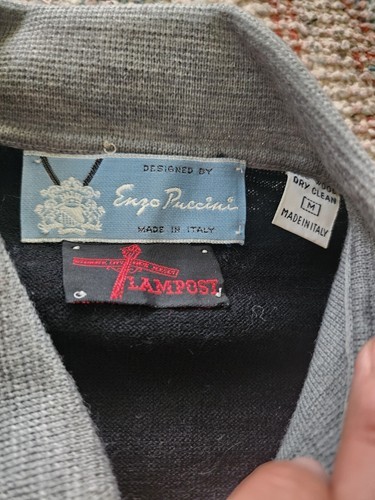 DESIGNED BY
Enzo Puccini
MADE IN ITALY
LAMPOST
DRY CLEAN
M
MADE IN ITALY